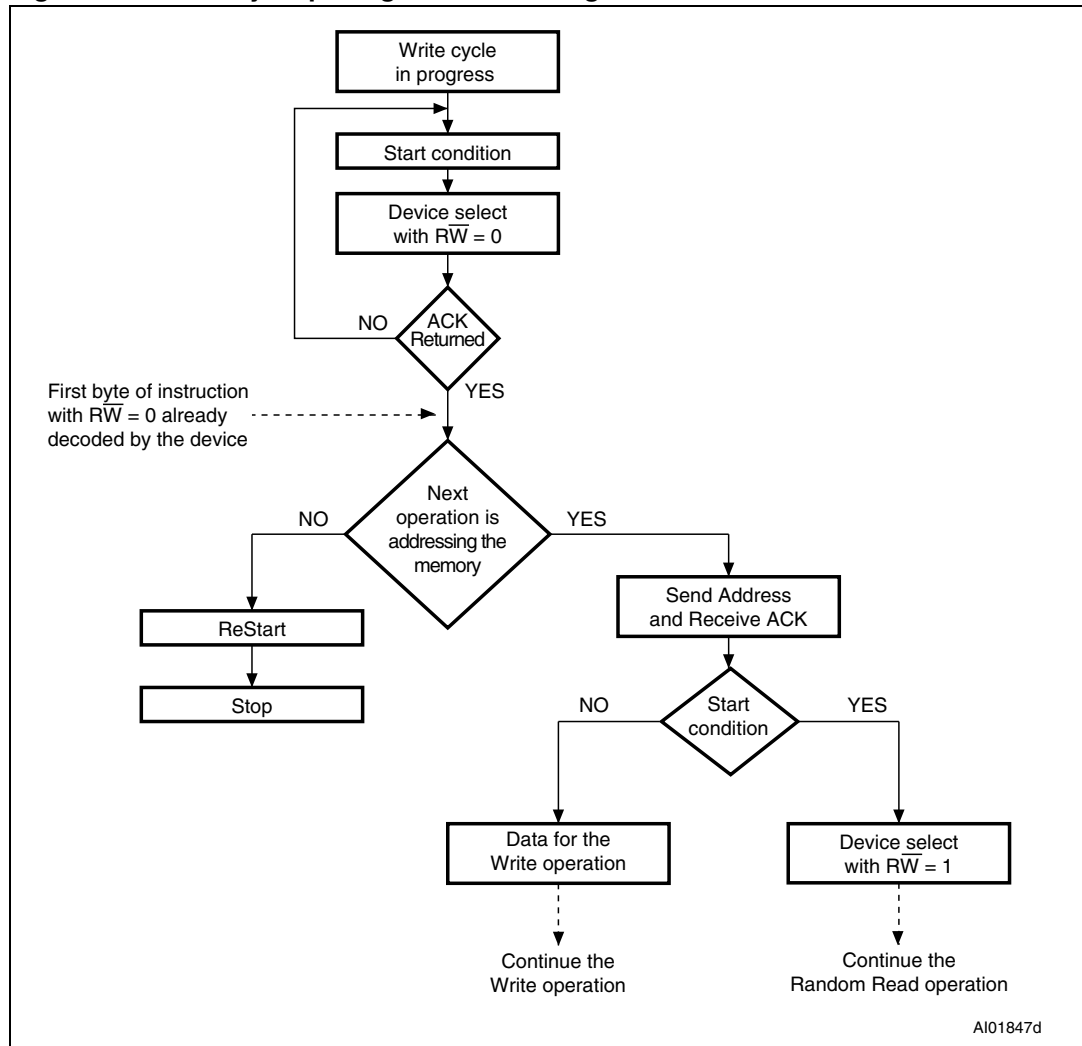 Write cycle
in progress
Start condition
Device select
with RW̅ = 0
ACK
Returned
NO
YES
First byte of instruction
with RW̅ = 0 already
decoded by the device
Next
operation is
addressing the
memory
NO
YES
ReStart
Stop
Send Address
and Receive ACK
Start
condition
NO
YES
Data for the
Write operation
Device select
with RW̅ = 1
Continue the
Write operation
Continue the
Random Read operation
AI01847d